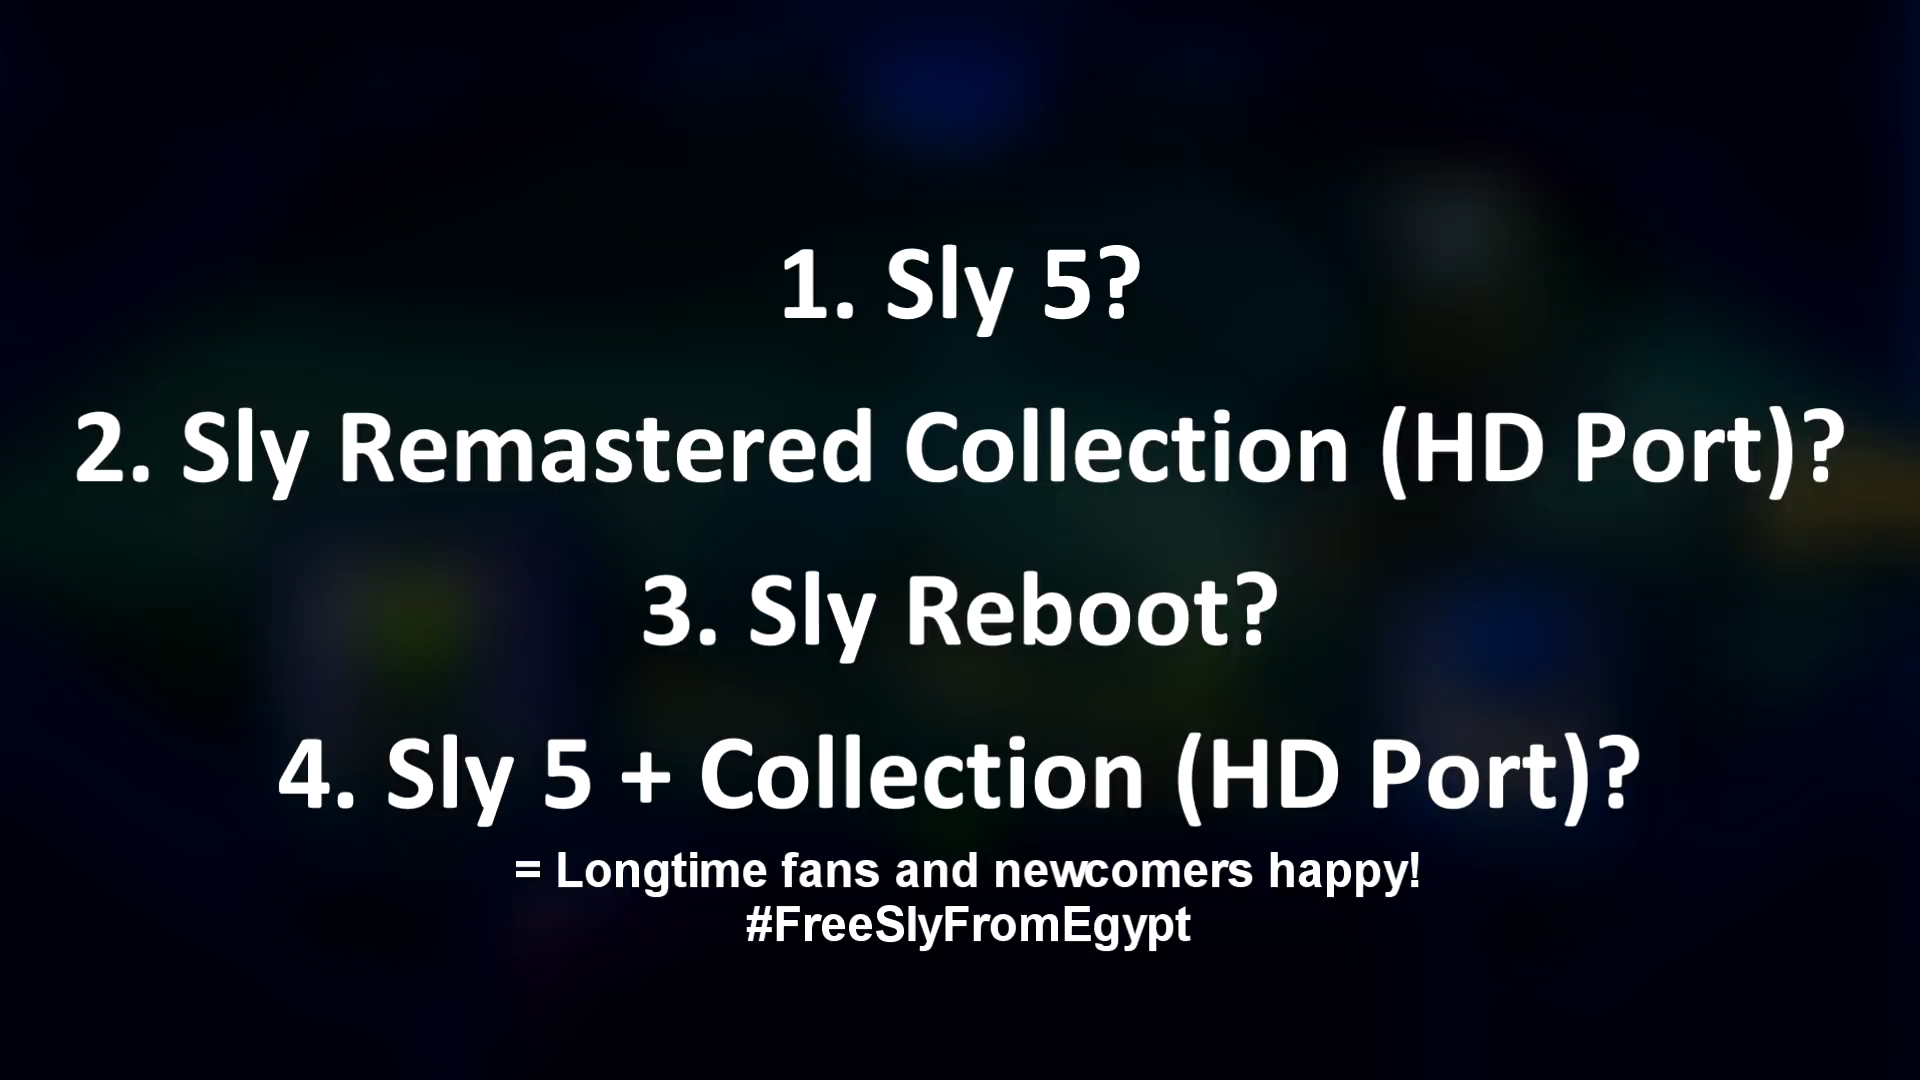 1. Sly 5?
2. Sly Remastered Collection (HD Port)?
3. Sly Reboot?
4. Sly 5 + Collection (HD Port)?
= Longtime fans and newcomers happy!
#FreeSlyFromEgypt